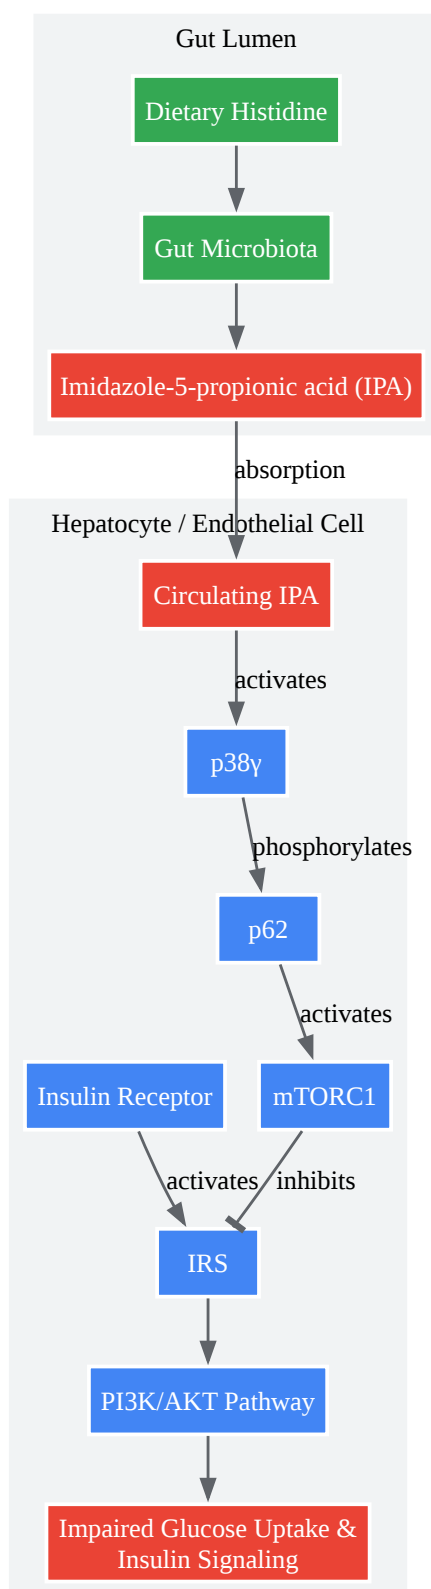 Gut Lumen
Dietary Histidine
Gut Microbiota
Imidazole-5-propionic acid (IPA)
absorption
Hepatocyte / Endothelial Cell
Circulating IPA
activates
p38γ
phosphorylates
p62
activates
Insulin Receptor
mTORC1
activates
inhibits
IRS
PI3K/AKT Pathway
Impaired Glucose Uptake &
Insulin Signaling